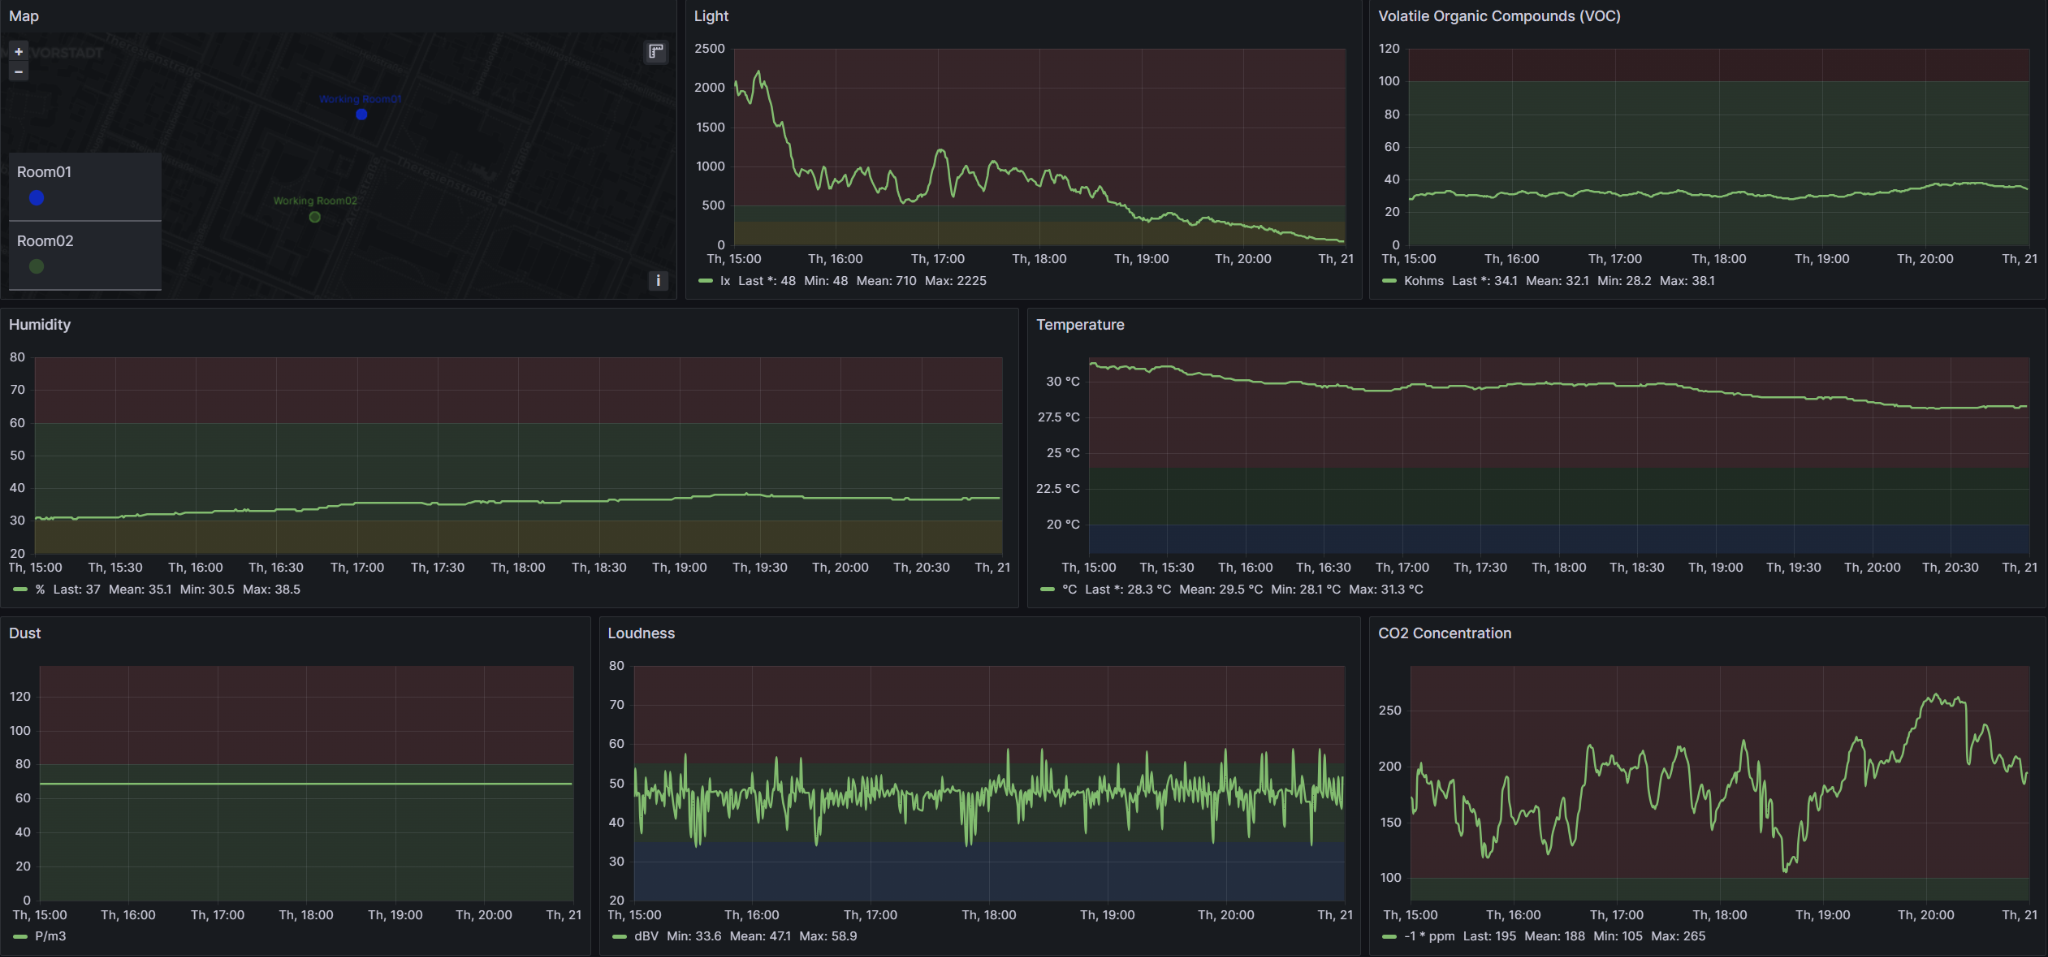 Map
+
−
VORSTADT
Theresienstraße
Working Room01
Theresienstraße
Working Room02
Room01
Room02
i
Light
2500
2000
1500
1000
500
0
Th, 15:00 Th, 16:00 Th, 17:00 Th, 18:00 Th, 19:00 Th, 20:00 Th, 21
lx Last *: 48 Min: 48 Mean: 710 Max: 2225
Volatile Organic Compounds (VOC)
120
100
80
60
40
20
0
Th, 15:00 Th, 16:00 Th, 17:00 Th, 18:00 Th, 19:00 Th, 20:00 Th, 21
Kohms Last *: 34.1 Mean: 32.1 Min: 28.2 Max: 38.1
Humidity
80
70
60
50
40
30
20
Th, 15:00 Th, 15:30 Th, 16:00 Th, 16:30 Th, 17:00 Th, 17:30 Th, 18:00 Th, 18:30 Th, 19:00 Th, 19:30 Th, 20:00 Th, 20:30 Th, 21
% Last: 37 Mean: 35.1 Min: 30.5 Max: 38.5
Temperature
30 °C
27.5 °C
25 °C
22.5 °C
20 °C
Th, 15:00 Th, 15:30 Th, 16:00 Th, 16:30 Th, 17:00 Th, 17:30 Th, 18:00 Th, 18:30 Th, 19:00 Th, 19:30 Th, 20:00 Th, 20:30 Th, 21
°C Last *: 28.3 °C Mean: 29.5 °C Min: 28.1 °C Max: 31.3 °C
Dust
120
100
80
60
40
20
0
Th, 15:00 Th, 16:00 Th, 17:00 Th, 18:00 Th, 19:00 Th, 20:00 Th, 21
P/m3
Loudness
80
70
60
50
40
30
20
Th, 15:00 Th, 16:00 Th, 17:00 Th, 18:00 Th, 19:00 Th, 20:00 Th, 21
dBV Min: 33.6 Mean: 47.1 Max: 58.9
CO2 Concentration
250
200
150
100
Th, 15:00 Th, 16:00 Th, 17:00 Th, 18:00 Th, 19:00 Th, 20:00 Th, 21
-1 * ppm Last: 195 Mean: 188 Min: 105 Max: 265